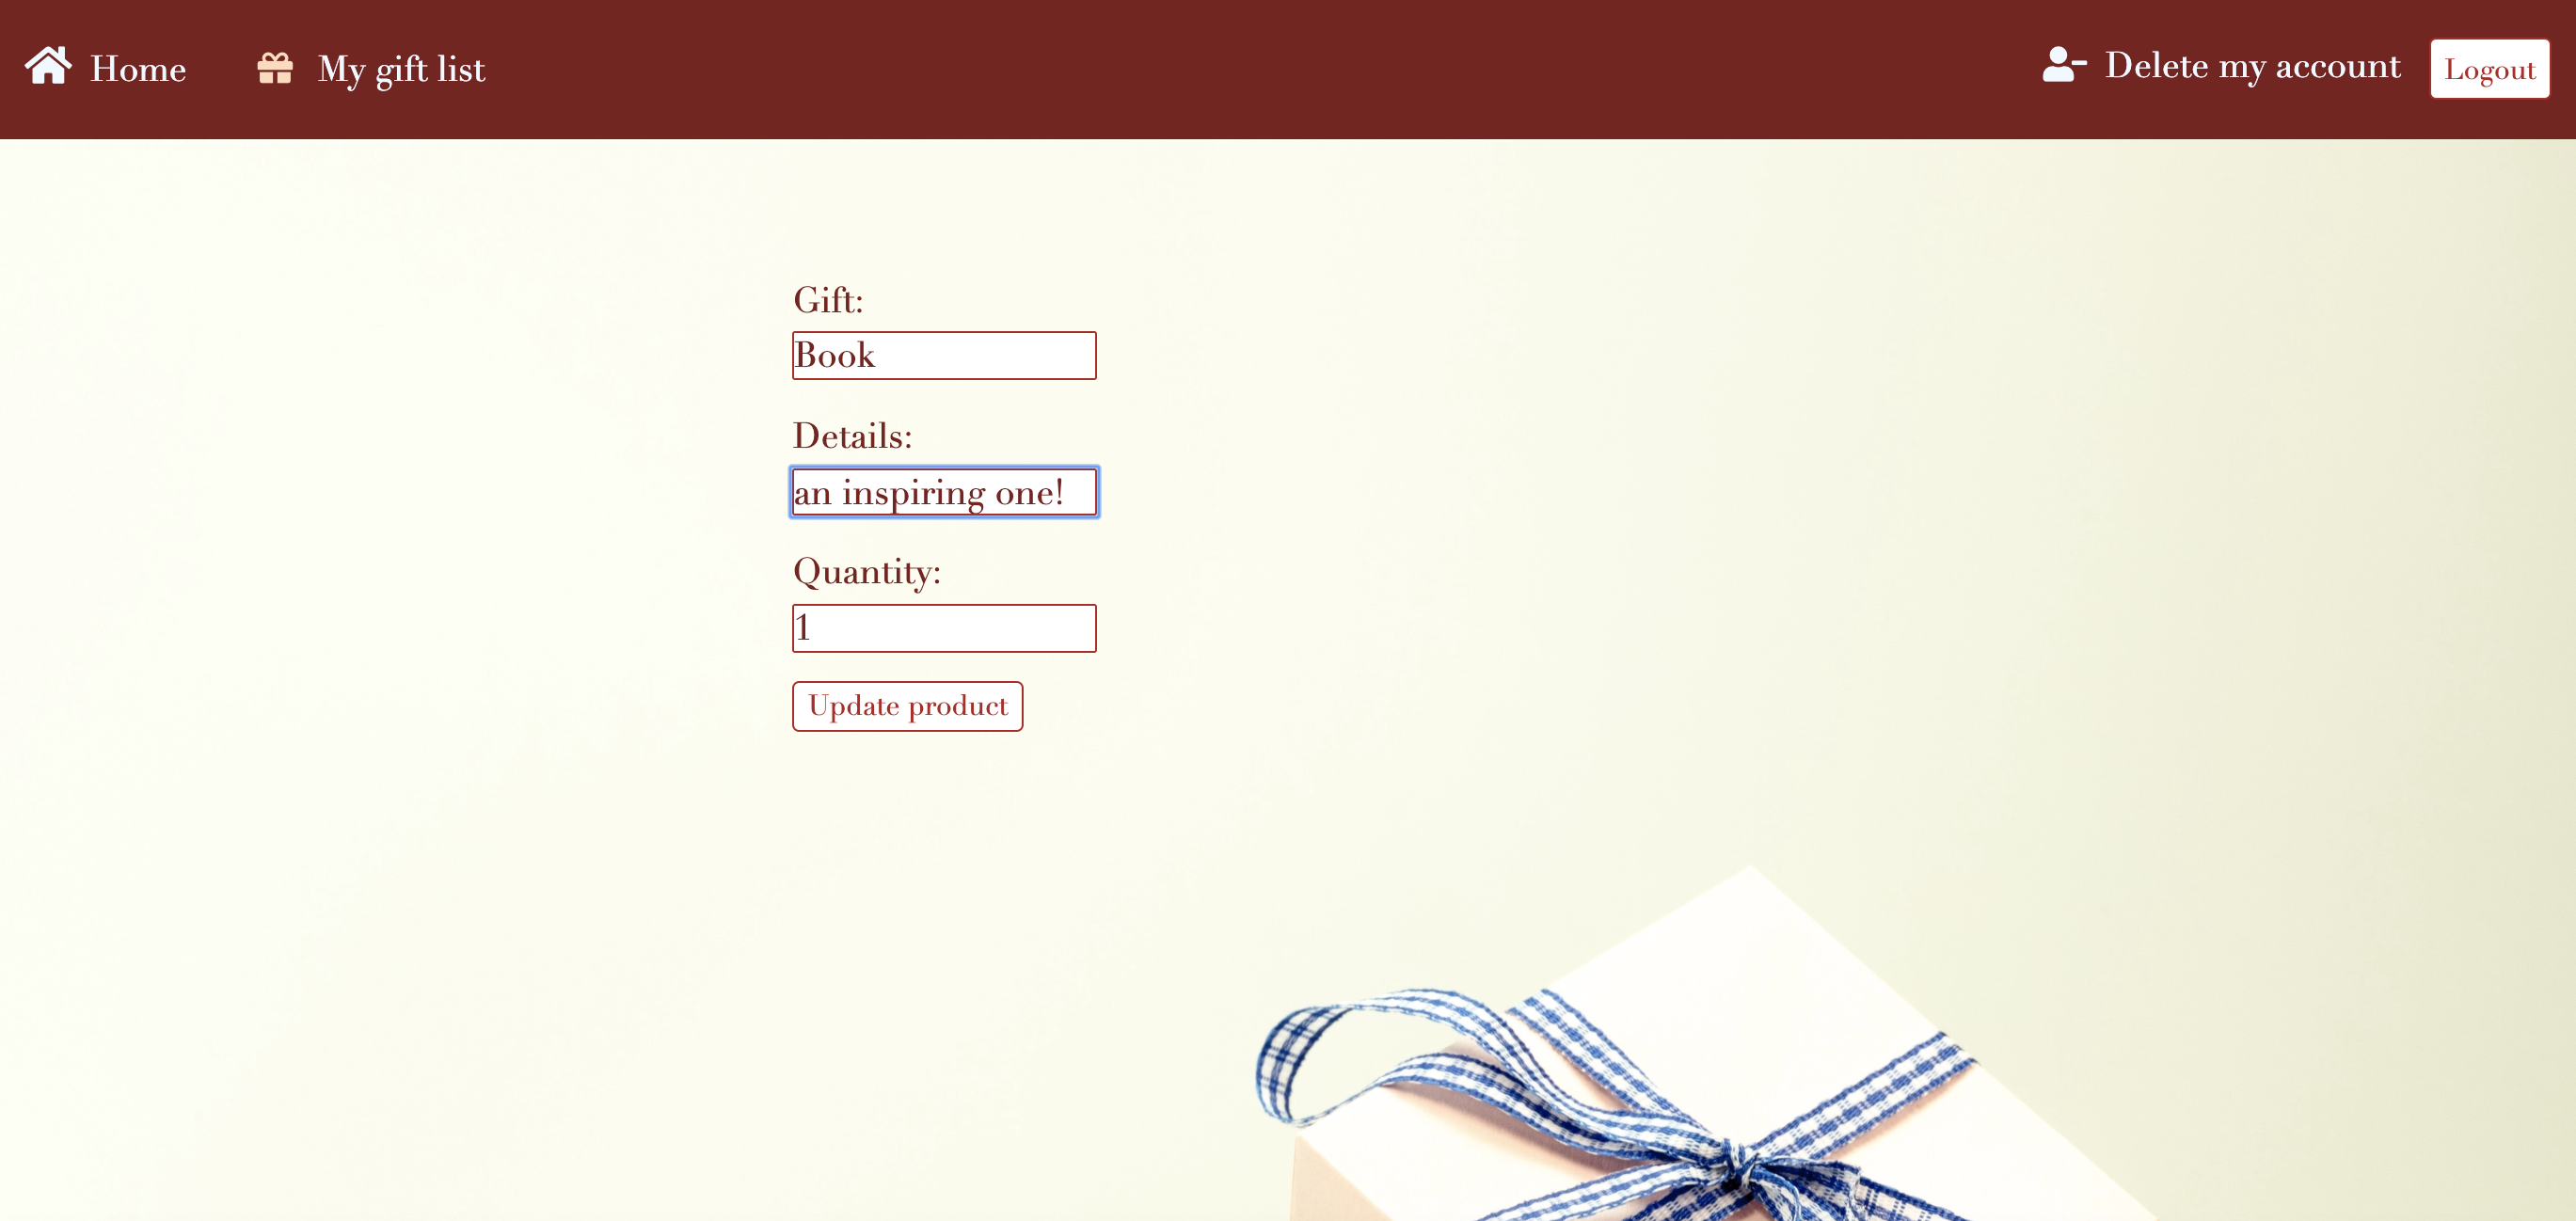 Home My gift list Delete my account Logout
Gift:
Book
Details:
an inspiring one!
Quantity:
1
Update product